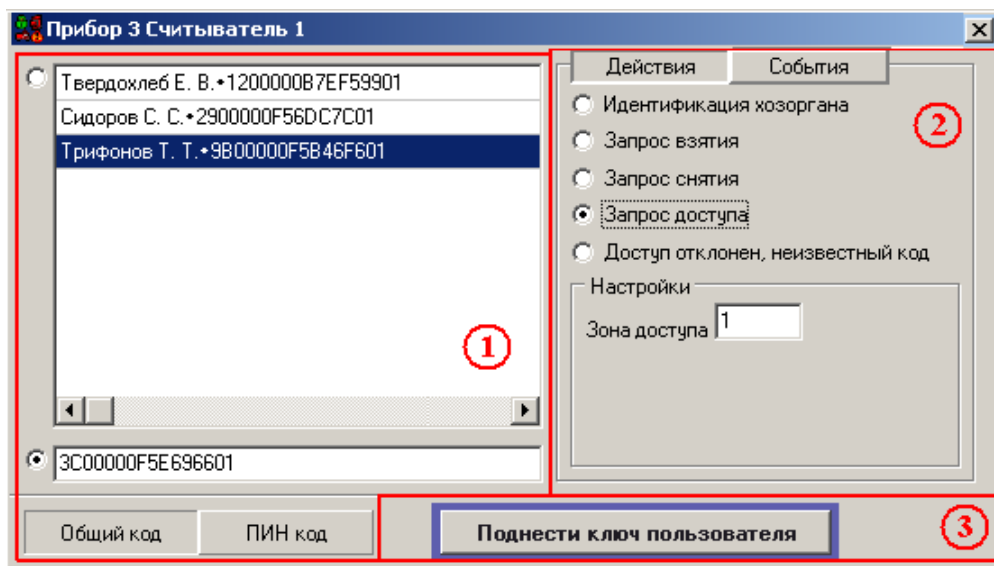 Прибор 3 Считыватель 1
Твердохлеб Е. В.•1200000B7EF59901
Сидоров С. С.•2900000F56DC7C01
Трифонов Т. Т.•9B00000F5B46F601
1
3C00000F5E696601
Общий код
ПИН код
Действия
События
Идентификация хозоргана
2
Запрос взятия
Запрос снятия
Запрос доступа
Доступ отклонен, неизвестный код
Настройки
Зона доступа 1
Поднести ключ пользователя
3